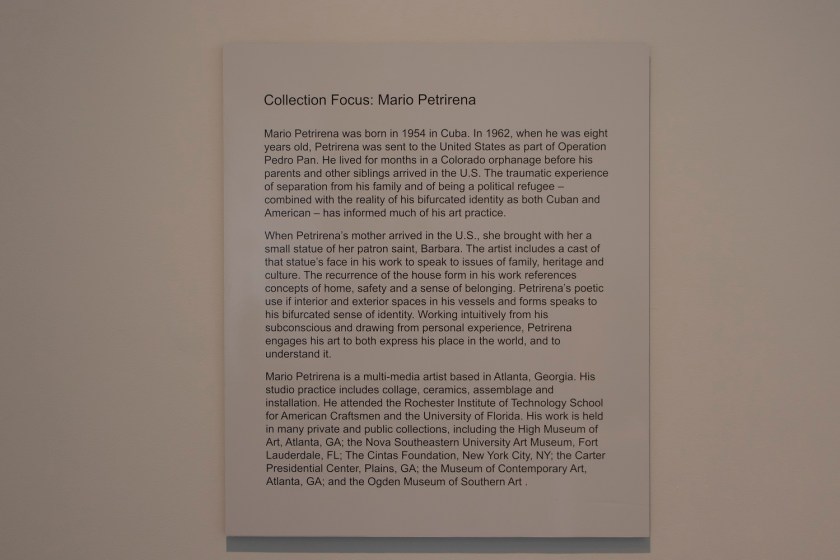 Collection Focus: Mario Petrirena
Mario Petrirena was born in 1954 in Cuba. In 1962, when he was eight
years old, Petrirena was sent to the United States as part of Operation
Pedro Pan. He lived for months in a Colorado orphanage before his
parents and other siblings arrived in the U.S. The traumatic experience
of separation from his family and of being a political refugee –
combined with the reality of his bifurcated identity as both Cuban and
American – has informed much of his art practice.
When Petrirena's mother arrived in the U.S., she brought with her a
small statue of her patron saint, Barbara. The artist includes a cast of
that statue's face in his work to speak to issues of family, heritage and
culture. The recurrence of the house form in his work references
concepts of home, safety and a sense of belonging. Petrirena's poetic
use if interior and exterior spaces in his vessels and forms speaks to
his bifurcated sense of identity. Working intuitively from his
subconscious and drawing from personal experience, Petrirena
engages his art to both express his place in the world, and to
understand it.
Mario Petrirena is a multi-media artist based in Atlanta, Georgia. His
studio practice includes collage, ceramics, assemblage and
installation. He attended the Rochester Institute of Technology School
for American Craftsmen and the University of Florida. His work is held
in many private and public collections, including the High Museum of
Art, Atlanta, GA; the Nova Southeastern University Art Museum, Fort
Lauderdale, FL; The Cintas Foundation, New York City, NY; the Carter
Presidential Center, Plains, GA; the Museum of Contemporary Art,
Atlanta, GA; and the Ogden Museum of Southern Art .